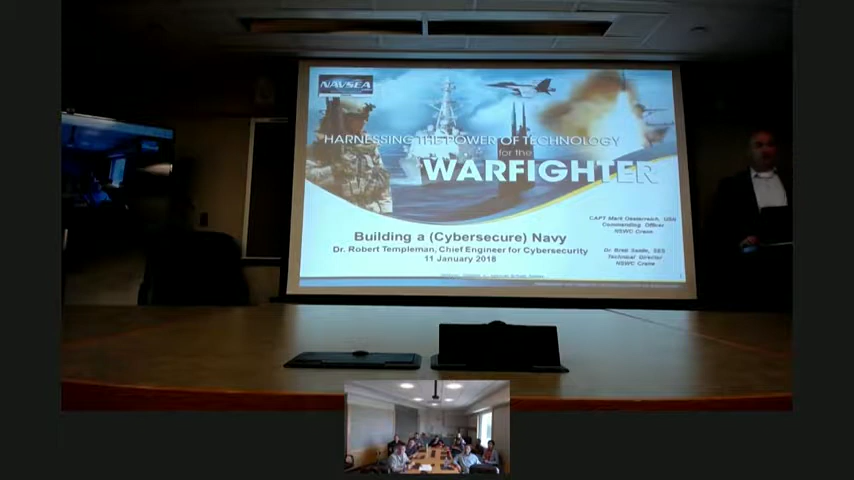 NAVSEA
HARNESSING THE POWER OF TECHNOLOGY
for the
WARFIGHTER
CAPT Mark Oesterreich, USN
Commanding Officer
NSWC Crane
Building a (Cybersecure) Navy
Dr. Robert Templeman, Chief Engineer for Cybersecurity
11 January 2018
Dr. Brett Seidle, SES
Technical Director
NSWC Crane